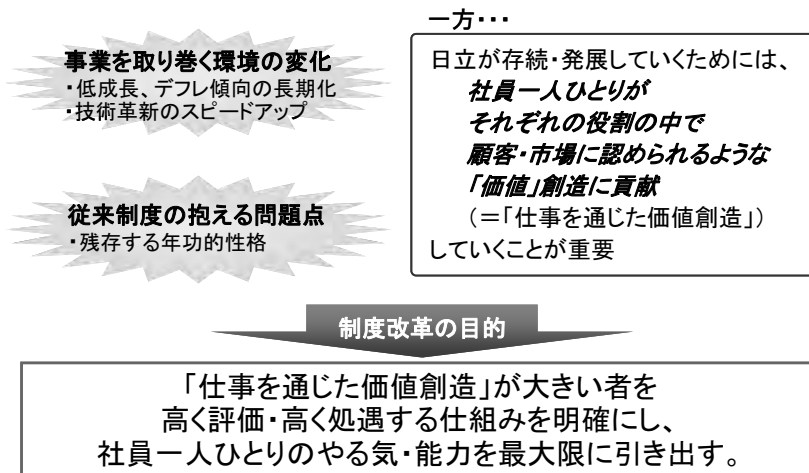 事業を取り巻く環境の変化
・低成長、デフレ傾向の長期化
・技術革新のスピードアップ
従来制度の抱える問題点
・残存する年功的性格
一方・・・
日立が存続・発展していくためには、
社員一人ひとりが
それぞれの役割の中で
顧客・市場に認められるような
「価値」創造に貢献
（＝「仕事を通じた価値創造」）
していくことが重要
制度改革の目的
「仕事を通じた価値創造」が大きい者を
高く評価・高く処遇する仕組みを明確にし、
社員一人ひとりのやる気・能力を最大限に引き出す。